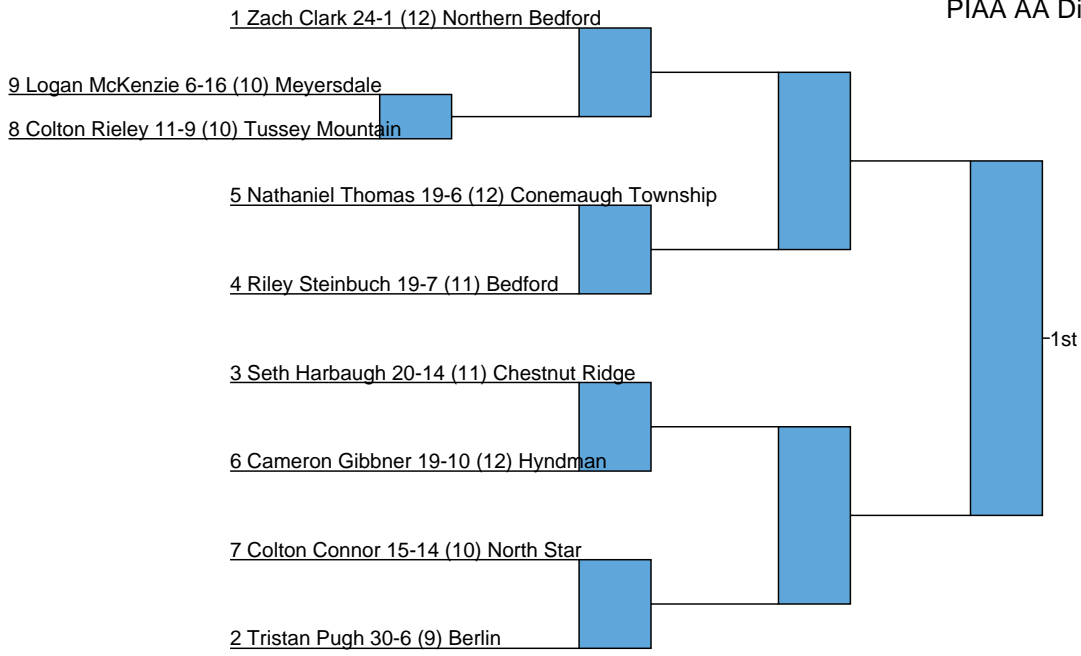 PIAA AA Di
1 Zach Clark 24-1 (12) Northern Bedford
9 Logan McKenzie 6-16 (10) Meyersdale
8 Colton Rieley 11-9 (10) Tussey Mountain
5 Nathaniel Thomas 19-6 (12) Conemaugh Township
4 Riley Steinbuch 19-7 (11) Bedford
1st
3 Seth Harbaugh 20-14 (11) Chestnut Ridge
6 Cameron Gibbner 19-10 (12) Hyndman
7 Colton Connor 15-14 (10) North Star
2 Tristan Pugh 30-6 (9) Berlin